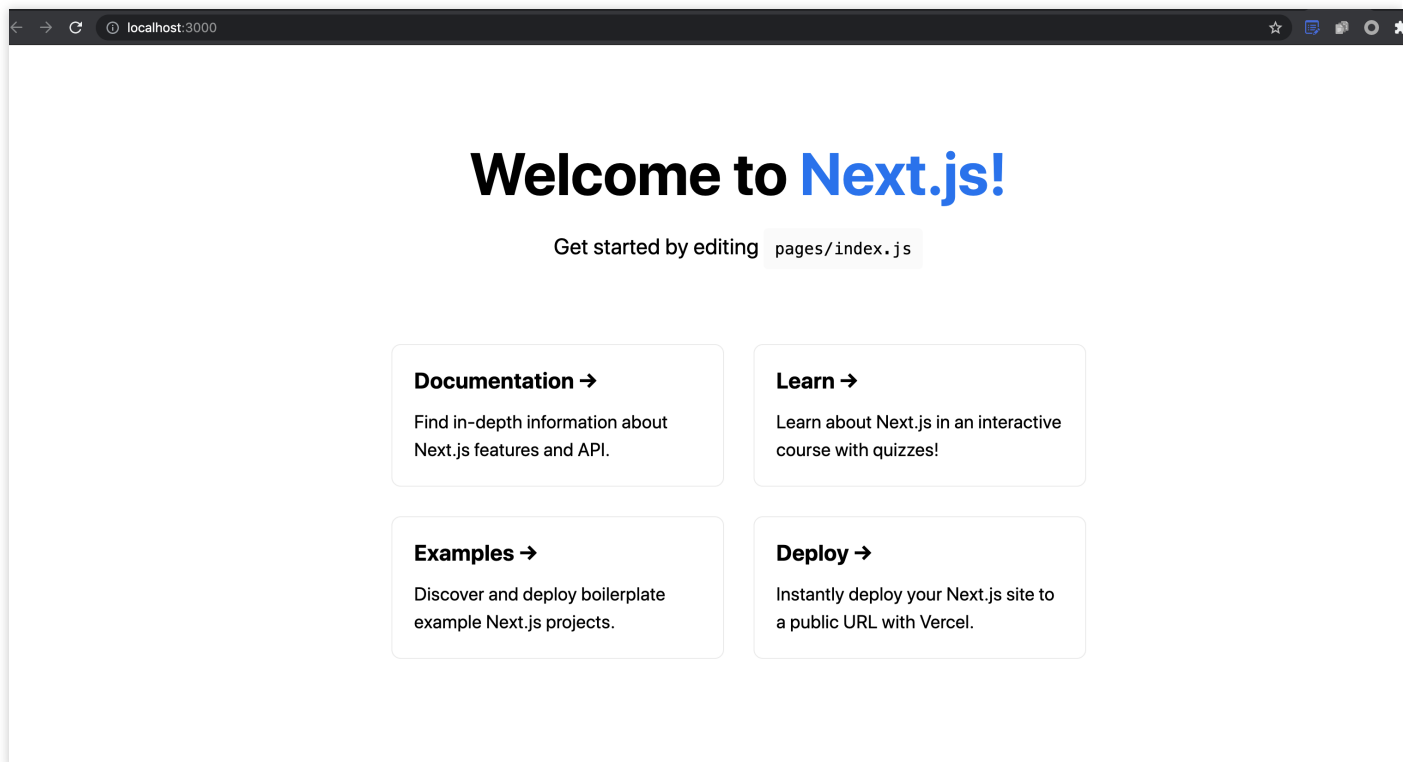 localhost:3000
Welcome to Next.js!
Get started by editing pages/index.js
Documentation →
Find in-depth information about
Next.js features and API.
Learn →
Learn about Next.js in an interactive
course with quizzes!
Examples →
Discover and deploy boilerplate
example Next.js projects.
Deploy →
Instantly deploy your Next.js site to
a public URL with Vercel.